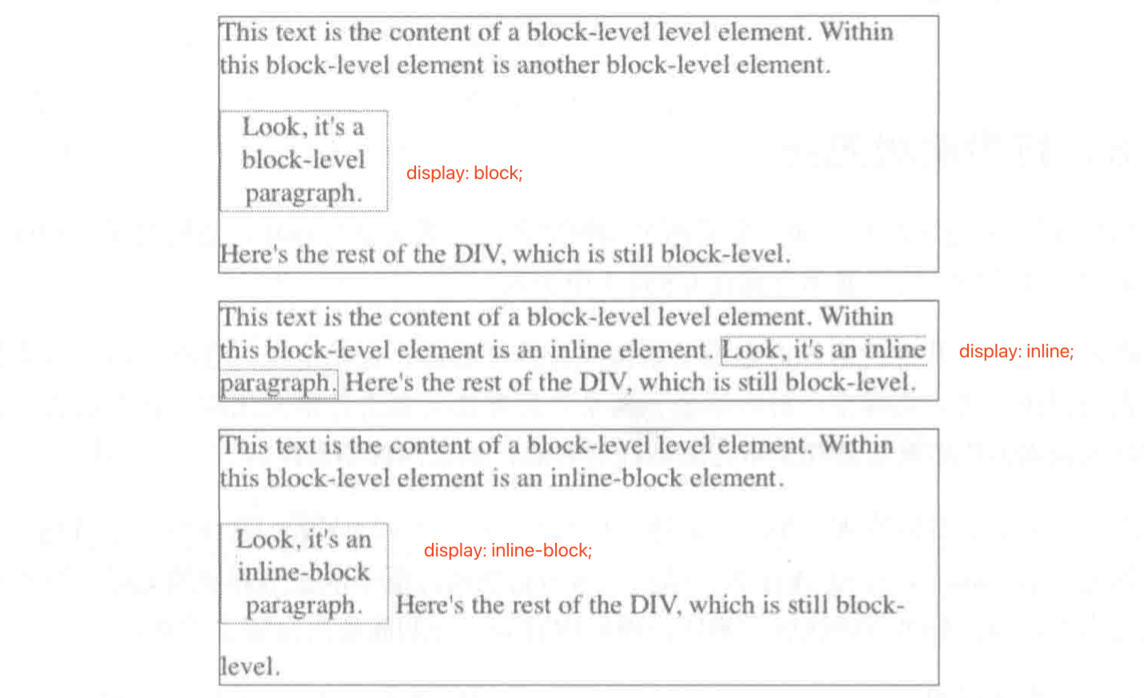 This text is the content of a block-level level element. Within
this block-level element is another block-level element.
Look, it's a
block-level
paragraph.
display: block;
Here's the rest of the DIV, which is still block-level.
This text is the content of a block-level level element. Within
this block-level element is an inline element. Look, it's an inline
display: inline;
paragraph. Here's the rest of the DIV, which is still block-level.
This text is the content of a block-level level element. Within
this block-level element is an inline-block element.
Look, it's an
display: inline-block;
inline-block
paragraph. Here's the rest of the DIV, which is still block-
level.